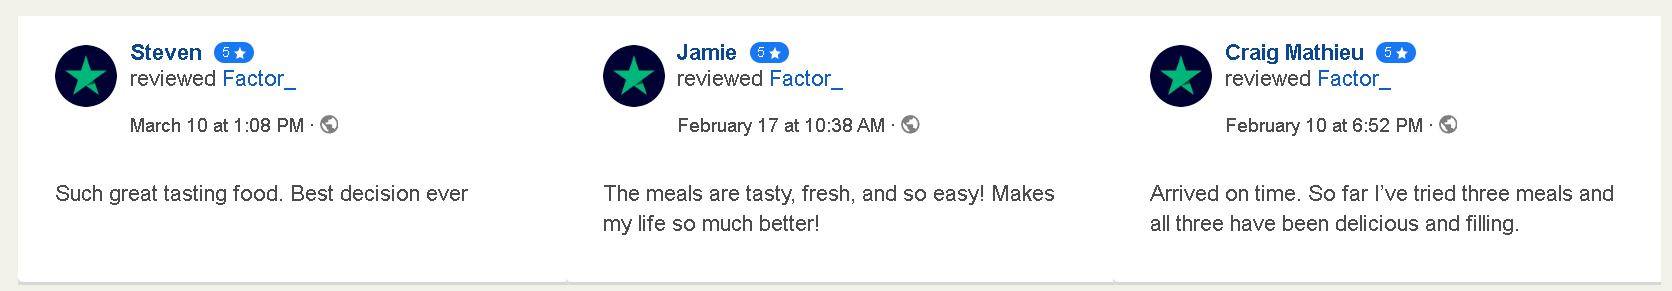 Steven 5★
reviewed Factor_
March 10 at 1:08 PM ·
Such great tasting food. Best decision ever
Jamie 5★
reviewed Factor_
February 17 at 10:38 AM ·
The meals are tasty, fresh, and so easy! Makes
my life so much better!
Craig Mathieu 5★
reviewed Factor_
February 10 at 6:52 PM ·
Arrived on time. So far I’ve tried three meals and
all three have been delicious and filling.